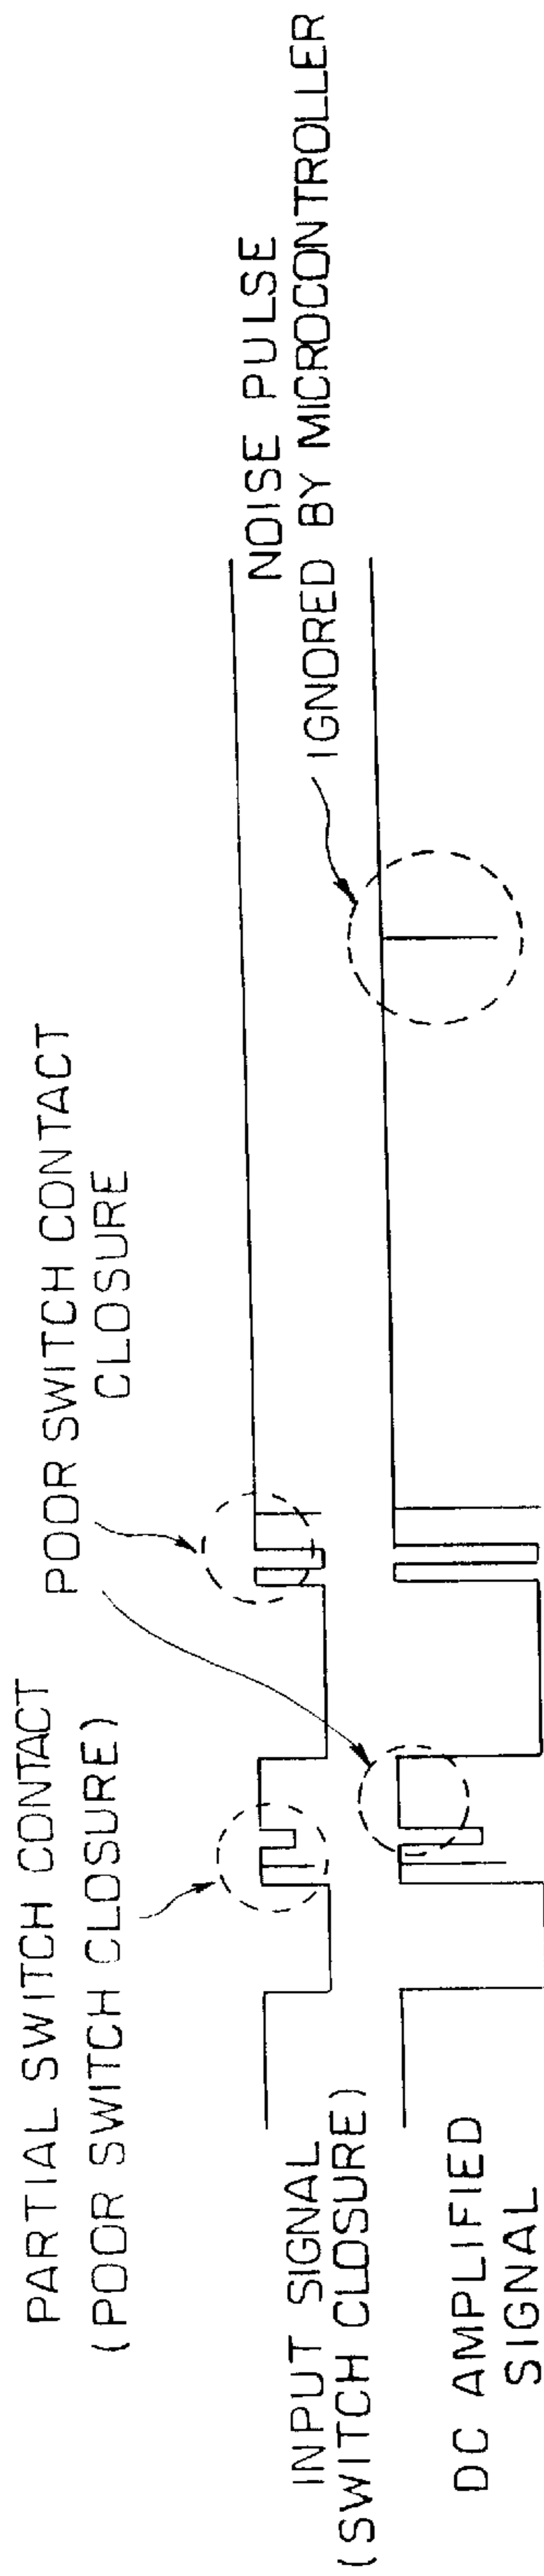 PARTIAL SWITCH CONTACT
(POOR SWITCH CLOSURE)
POOR SWITCH CONTACT
CLOSURE
INPUT SIGNAL
(SWITCH CLOSURE)
NOISE PULSE
IGNORED BY MICROCONTROLLER
DC AMPLIFIED
SIGNAL